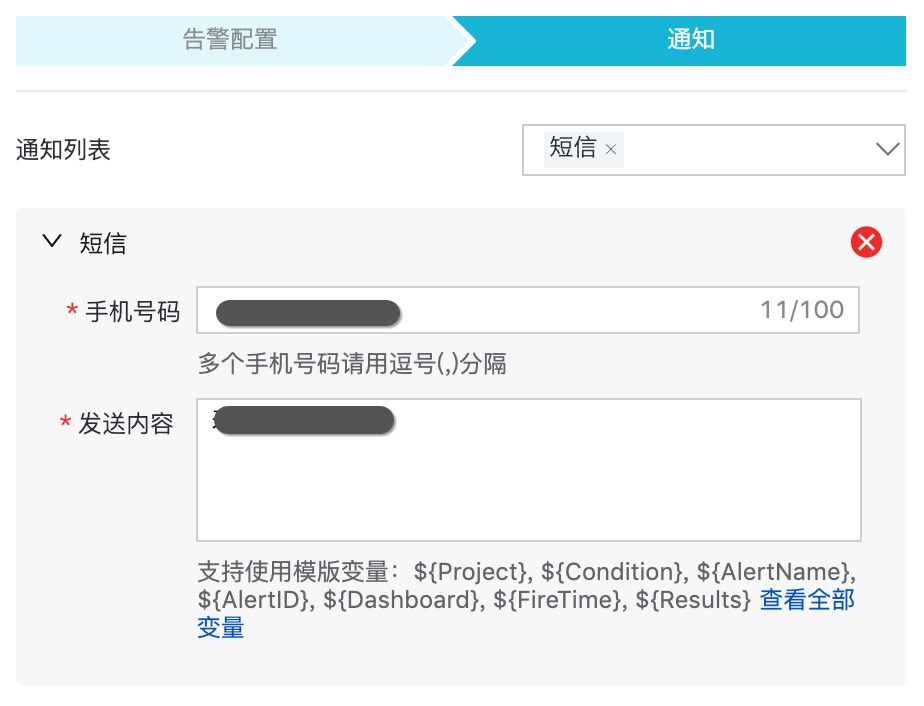 告警配置
通知
通知列表
短信 ×
短信
* 手机号码
11/100
多个手机号码请用逗号(,)分隔
* 发送内容
支持使用模版变量：${Project}, ${Condition}, ${AlertName},
${AlertID}, ${Dashboard}, ${FireTime}, ${Results} 查看全部
变量